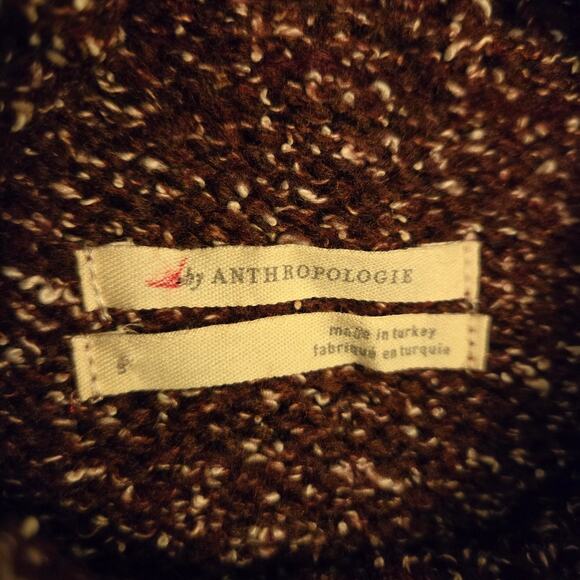 by ANTHROPOLOGIE
made in turkey
fabriqué en turquie